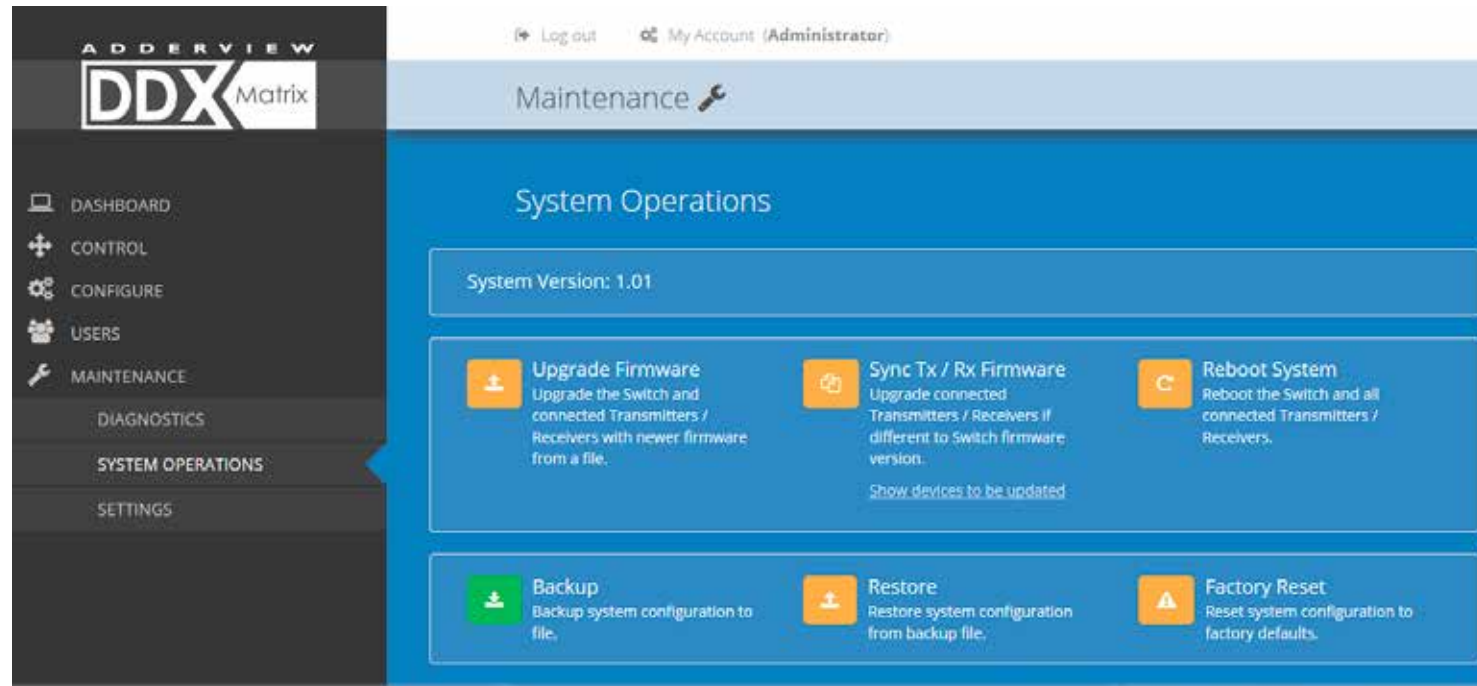 ADDERVIEW
DDX Matrix
Log out My Account (Administrator)
Maintenance
DASHBOARD
CONTROL
CONFIGURE
USERS
MAINTENANCE
DIAGNOSTICS
SYSTEM OPERATIONS
SETTINGS
System Operations
System Version: 1.01
Upgrade Firmware
Upgrade the Switch and
connected Transmitters /
Receivers with newer firmware
from a file.
Sync Tx / Rx Firmware
Upgrade connected
Transmitters / Receivers if
different to Switch firmware
version.
Show devices to be updated
Reboot System
Reboot the Switch and all
connected Transmitters /
Receivers.
Backup
Backup system configuration to
file.
Restore
Restore system configuration
from backup file.
Factory Reset
Reset system configuration to
factory defaults.